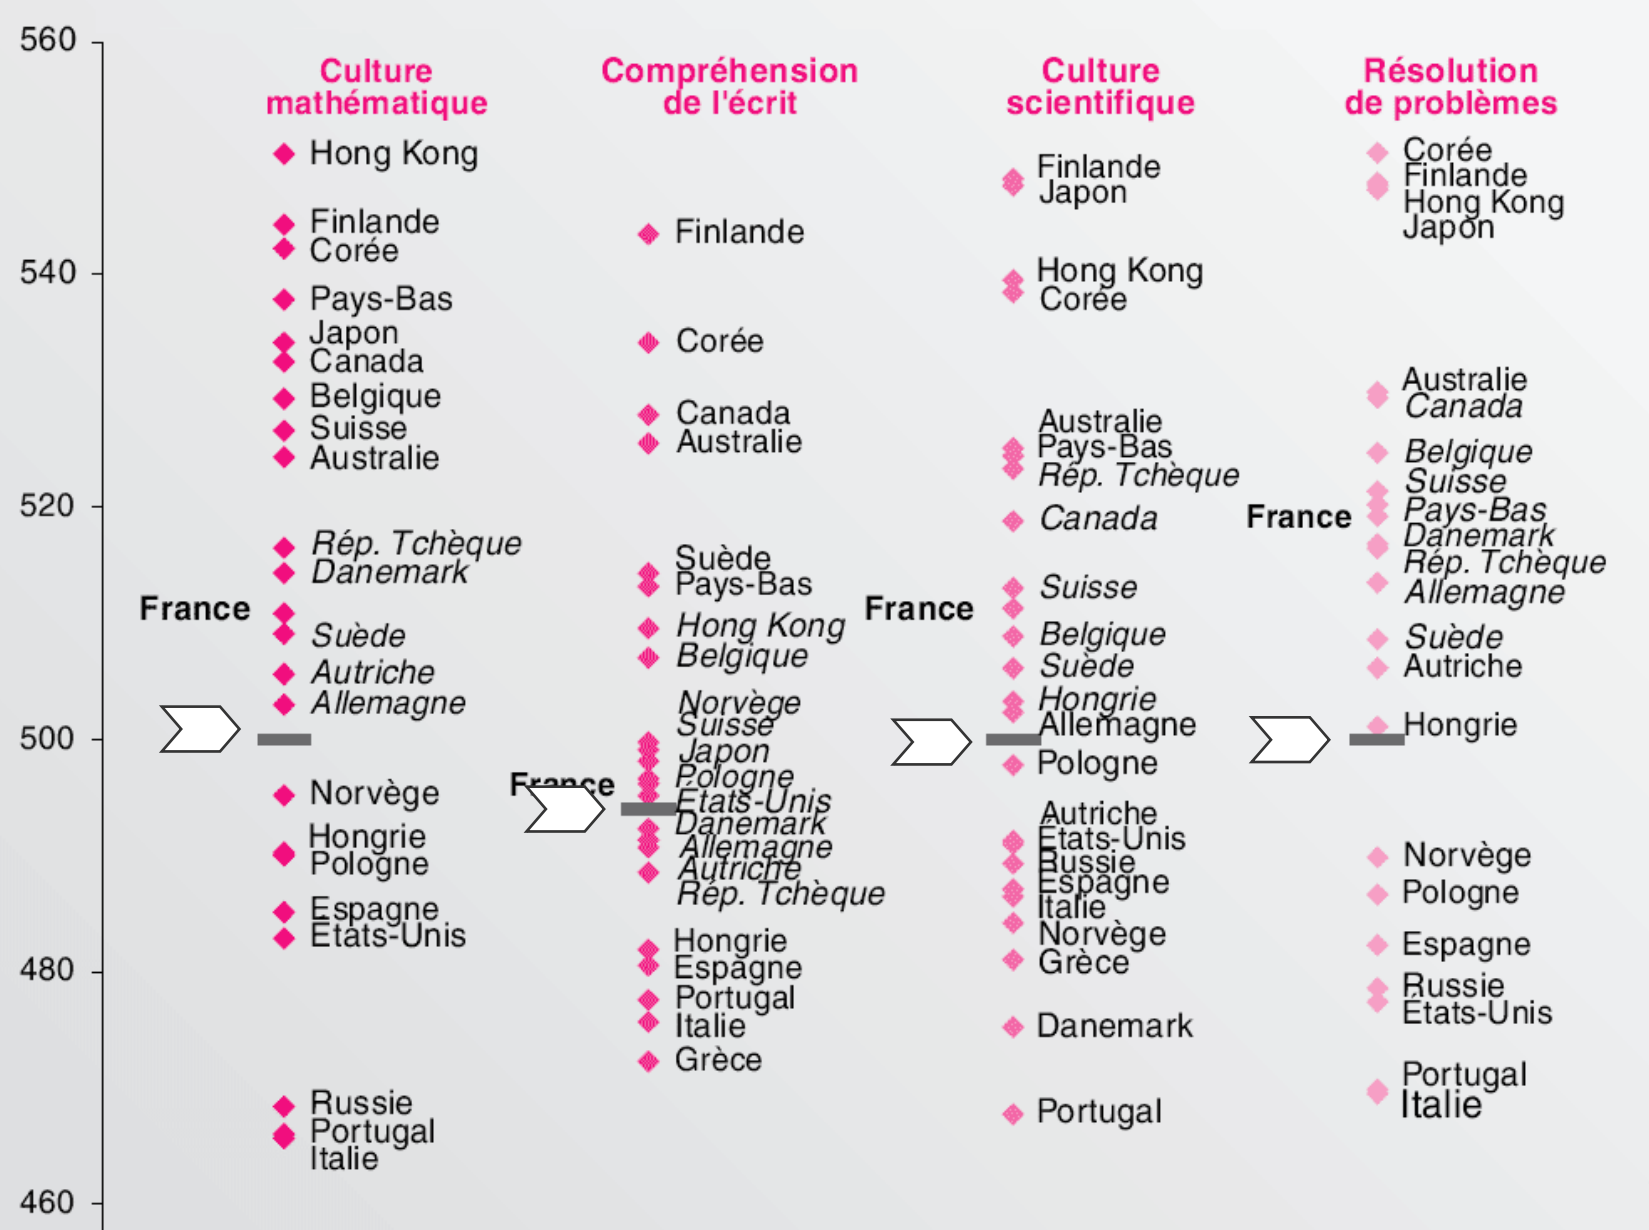 560
540
520
500
480
460
Culture
mathématique
Hong Kong
Finlande
Corée
Pays-Bas
Japon
Canada
Belgique
Suisse
Australie
Rép. Tchèque
Danemark
France
Suède
Autriche
Allemagne
Norvège
Hongrie
Pologne
Espagne
États-Unis
Russie
Portugal
Italie
Compréhension
de l'écrit
Finlande
Corée
Canada
Australie
Suède
Pays-Bas
Hong Kong
Belgique
Norvège
Suisse
Japon
Pologne
France
États-Unis
Danemark
Allemagne
Autriche
Rép. Tchèque
Hongrie
Espagne
Portugal
Italie
Grèce
Culture
scientifique
Finlande
Japon
Hong Kong
Corée
Australie
Pays-Bas
Rép. Tchèque
Canada
Suisse
France
Belgique
Suède
Hongrie
Allemagne
Pologne
Autriche
États-Unis
Russie
Espagne
Italie
Norvège
Grèce
Danemark
Portugal
Résolution
de problèmes
Corée
Finlande
Hong Kong
Japon
Australie
Canada
Belgique
Suisse
Pays-Bas
France
Danemark
Rép. Tchèque
Allemagne
Suède
Autriche
Hongrie
Norvège
Pologne
Espagne
Russie
États-Unis
Portugal
Italie